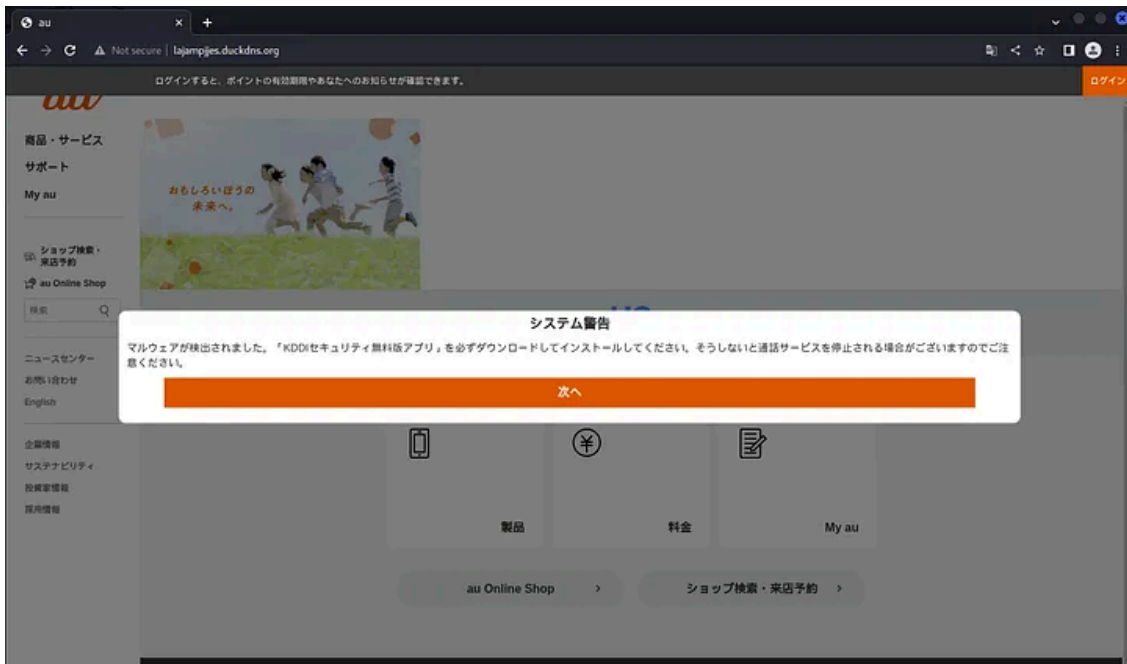 au
Not secure
lajampjjes.duckdns.org
ログインすると、ポイントの有効期限やあなたへのお知らせが確認できます。
ログイン
au
商品・サービス
サポート
My au
ショップ検索・
来店予約
au Online Shop
検索
ニュースセンター
お問い合わせ
English
企業情報
サステナビリティ
投資家情報
採用情報
おもしろいほうの
未来へ。
システム警告
マルウェアが検出されました。「KDDIセキュリティ無料版アプリ」を必ずダウンロードしてインストールしてください。そうしないと通話サービスを停止される場合がございますのでご注
意ください。
次へ
製品
料金
My au
au Online Shop
ショップ検索・来店予約